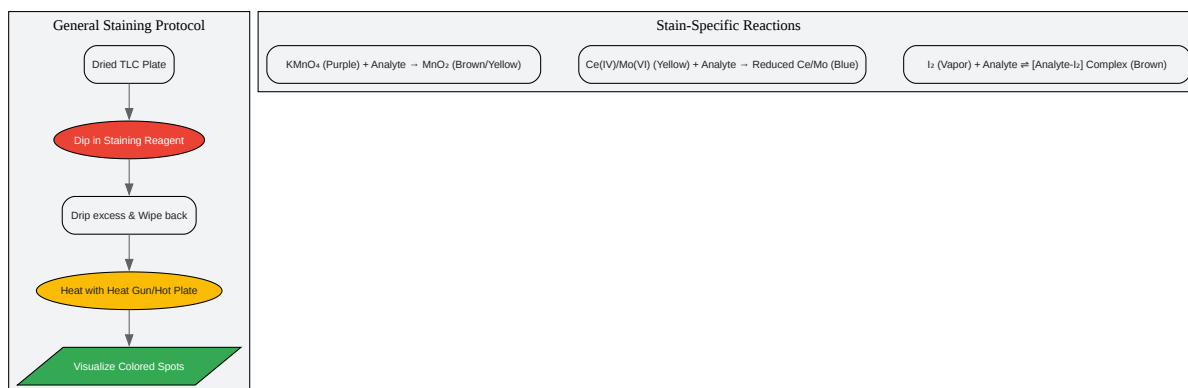 General Staining Protocol
Dried TLC Plate
Dip in Staining Reagent
Drip excess & Wipe back
Heat with Heat Gun/Hot Plate
Visualize Colored Spots
Stain-Specific Reactions
KMnO₄ (Purple) + Analyte → MnO₂ (Brown/Yellow)
Ce(IV)/Mo(VI) (Yellow) + Analyte → Reduced Ce/Mo (Blue)
I₂ (Vapor) + Analyte ⇌ [Analyte-I₂] Complex (Brown)